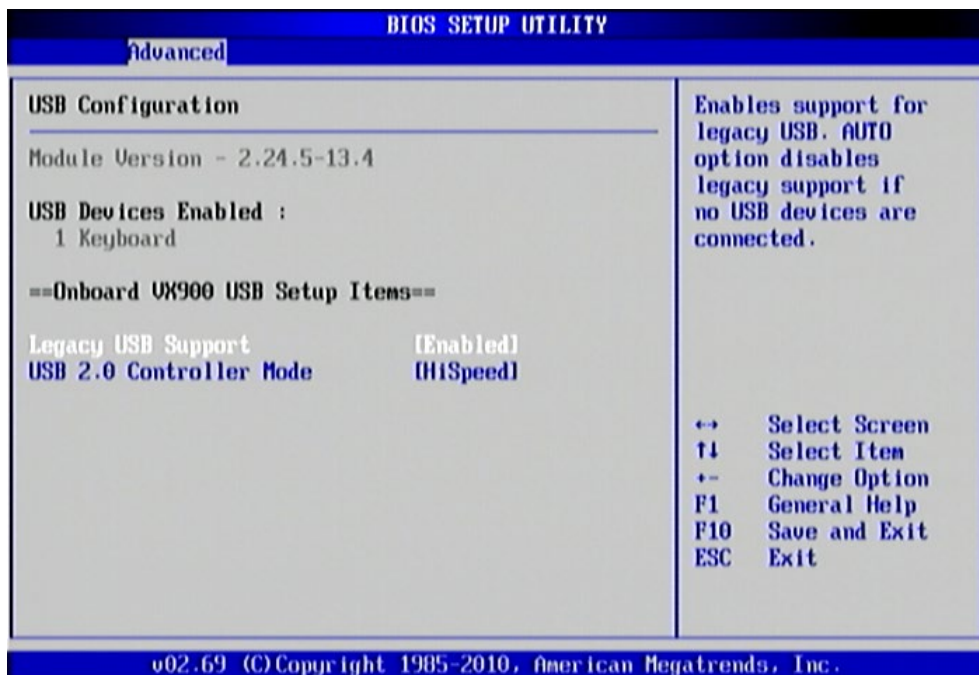 BIOS SETUP UTILITY
Advanced
USB Configuration
Module Version - 2.24.5-13.4
USB Devices Enabled :
1 Keyboard
==Onboard VX900 USB Setup Items==
Legacy USB Support [Enabled]
USB 2.0 Controller Mode [HiSpeed]
Enables support for
legacy USB. AUTO
option disables
legacy support if
no USB devices are
connected.
←→ Select Screen
↑↓ Select Item
+- Change Option
F1 General Help
F10 Save and Exit
ESC Exit
v02.69 (C)Copyright 1985-2010, American Megatrends, Inc.